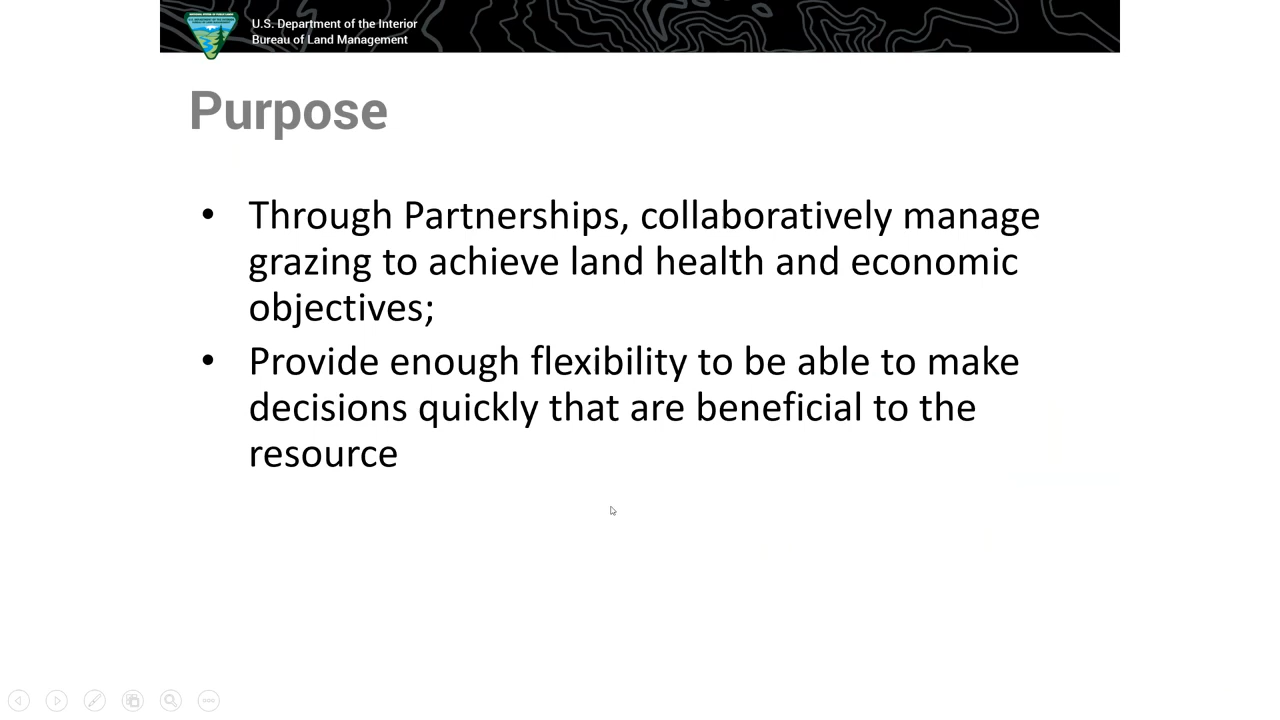 U.S. Department of the Interior
Bureau of Land Management
Purpose
• Through Partnerships, collaboratively manage
grazing to achieve land health and economic
objectives;
• Provide enough flexibility to be able to make
decisions quickly that are beneficial to the
resource